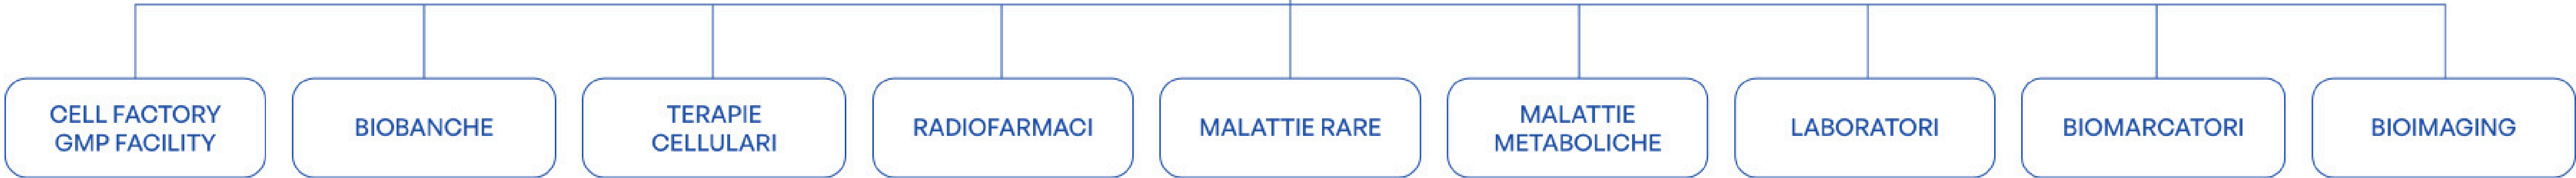 CELL FACTORY
GMP FACILITY
BIOBANCHE
TERAPIE
CELLULARI
RADIOFARMACI
MALATTIE RARE
MALATTIE
METABOLICHE
LABORATORI
BIOMARCATORI
BIOIMAGING